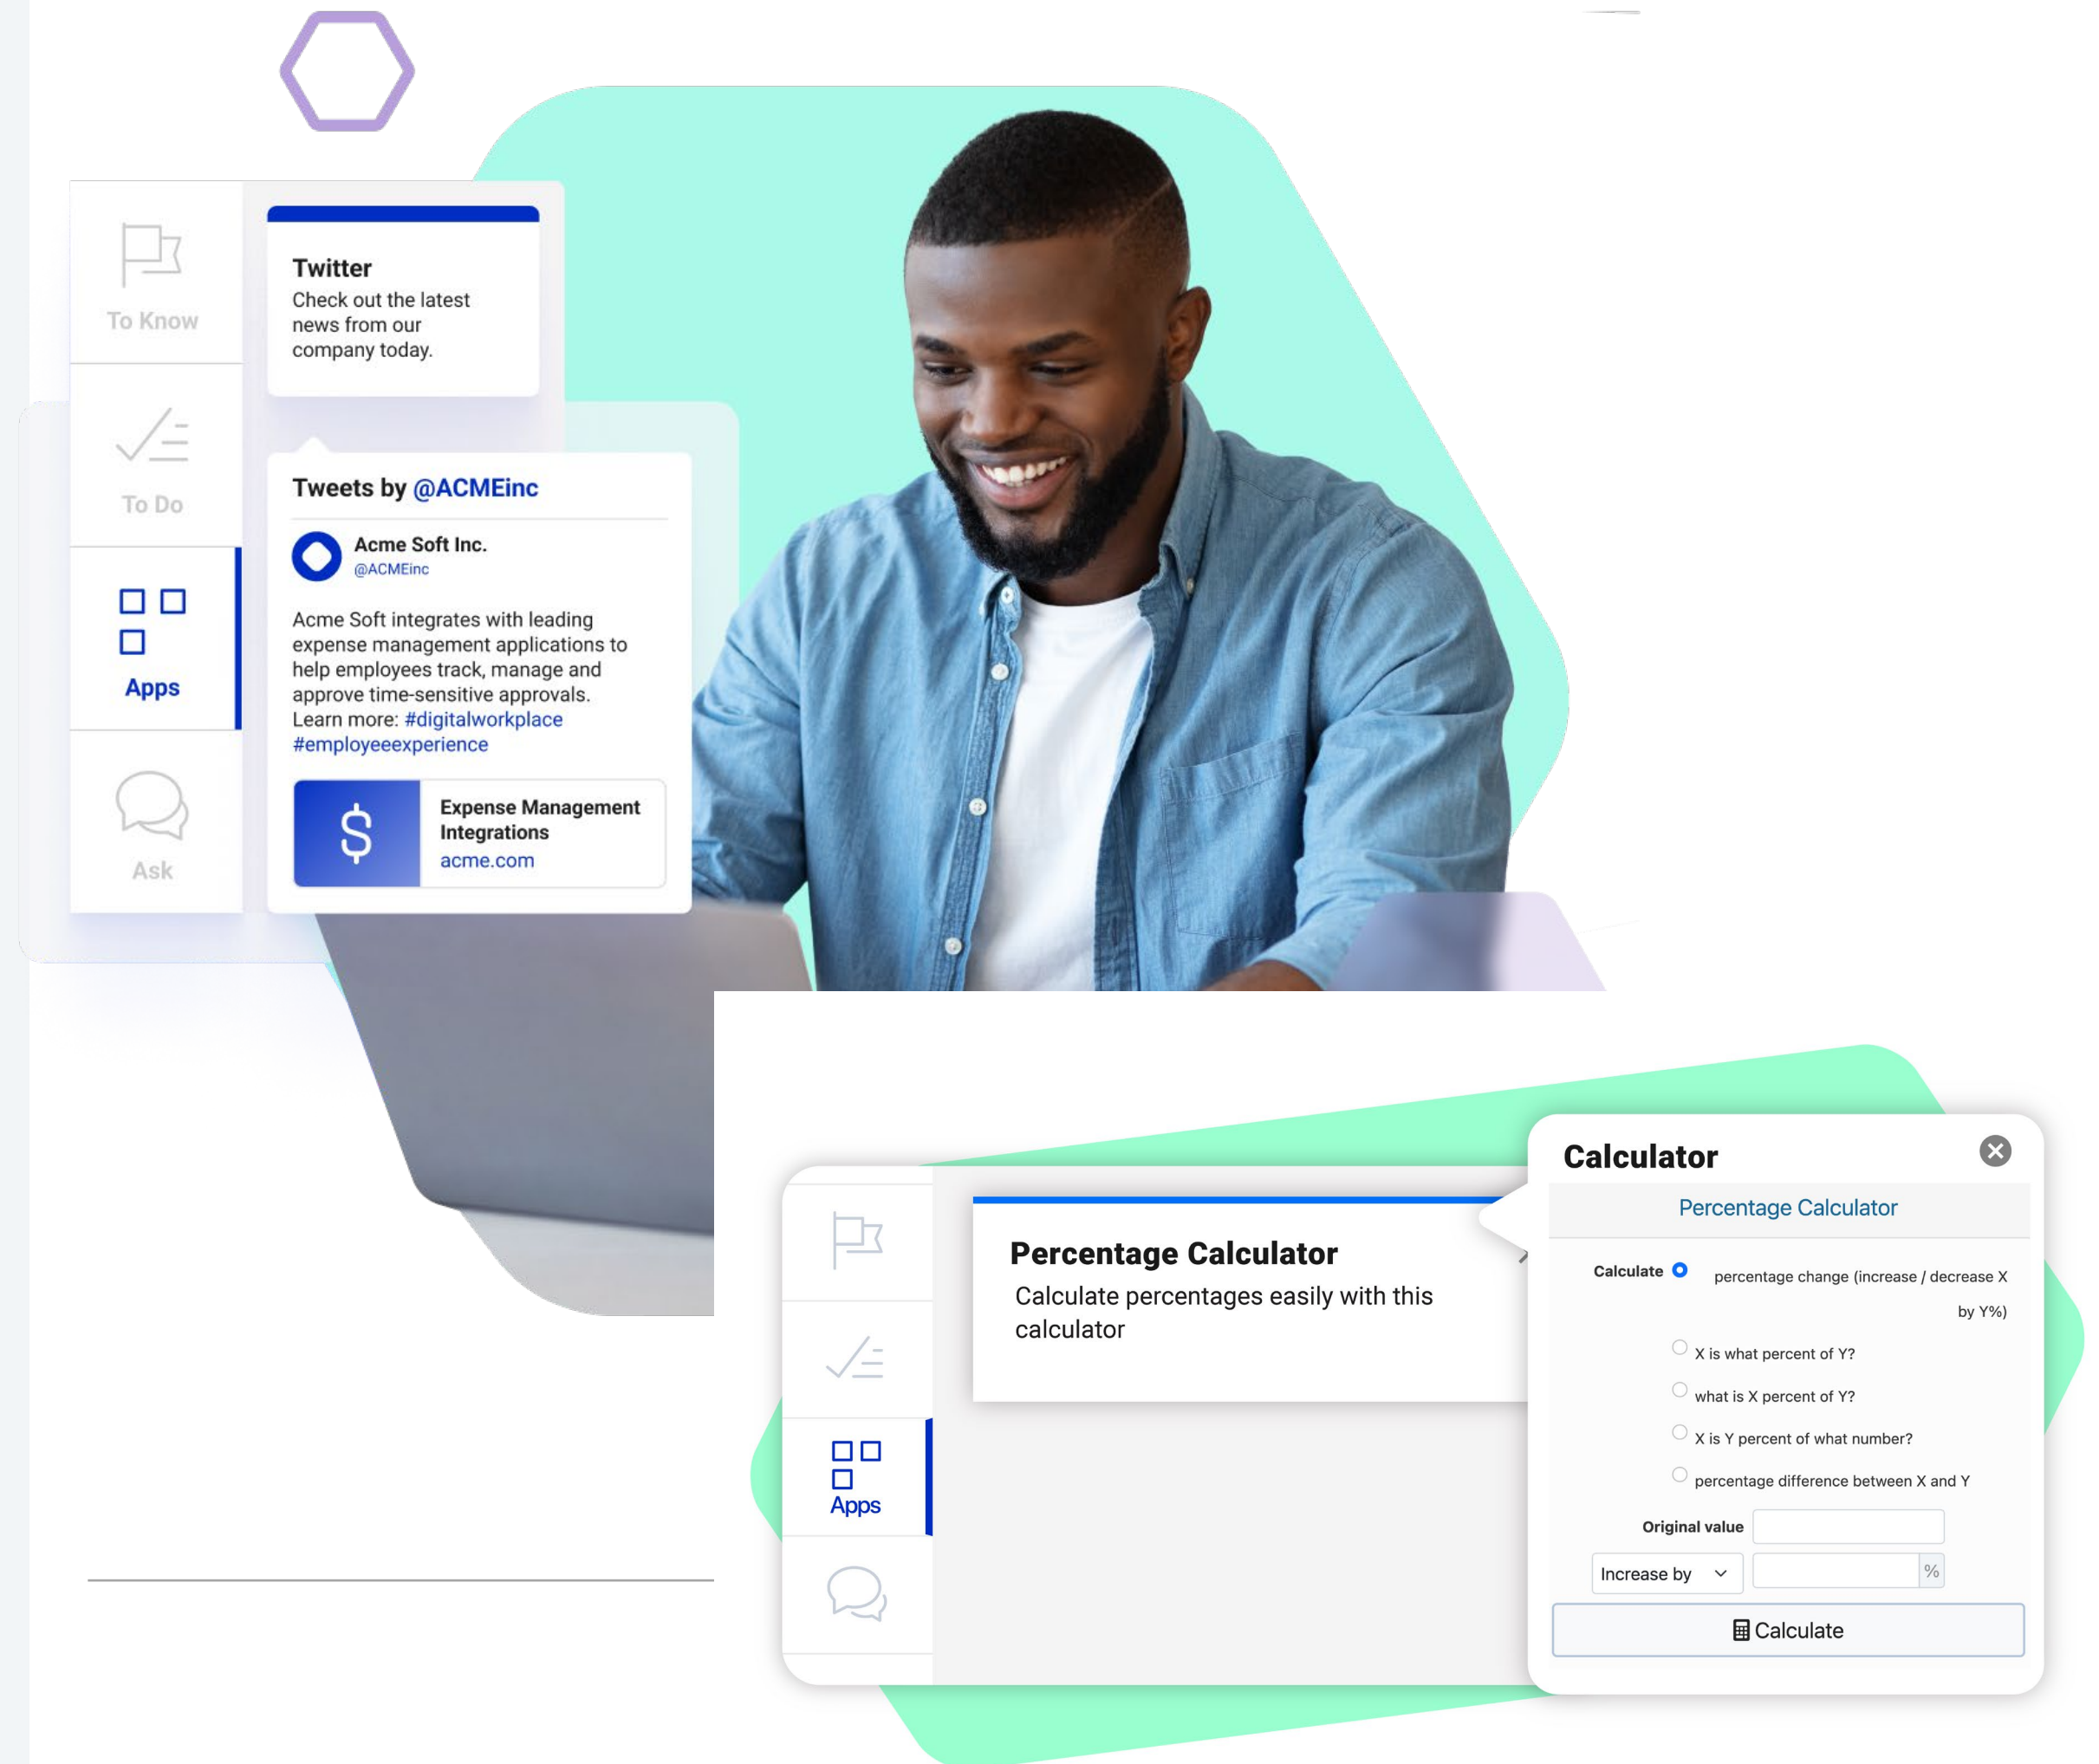 To Know
To Do
Apps
Ask
Twitter
Check out the latest
news from our
company today.
Tweets by @ACMEinc
Acme Soft Inc.
@ACMEinc
Acme Soft integrates with leading
expense management applications to
help employees track, manage and
approve time-sensitive approvals.
Learn more: #digitalworkplace
#employeeexperience
$
Expense Management
Integrations
acme.com
Apps
Percentage Calculator
Calculate percentages easily with this
calculator
Calculator
Percentage Calculator
Calculate percentage change (increase / decrease X
by Y%)
X is what percent of Y?
what is X percent of Y?
X is Y percent of what number?
percentage difference between X and Y
Original value
Increase by %
Calculate